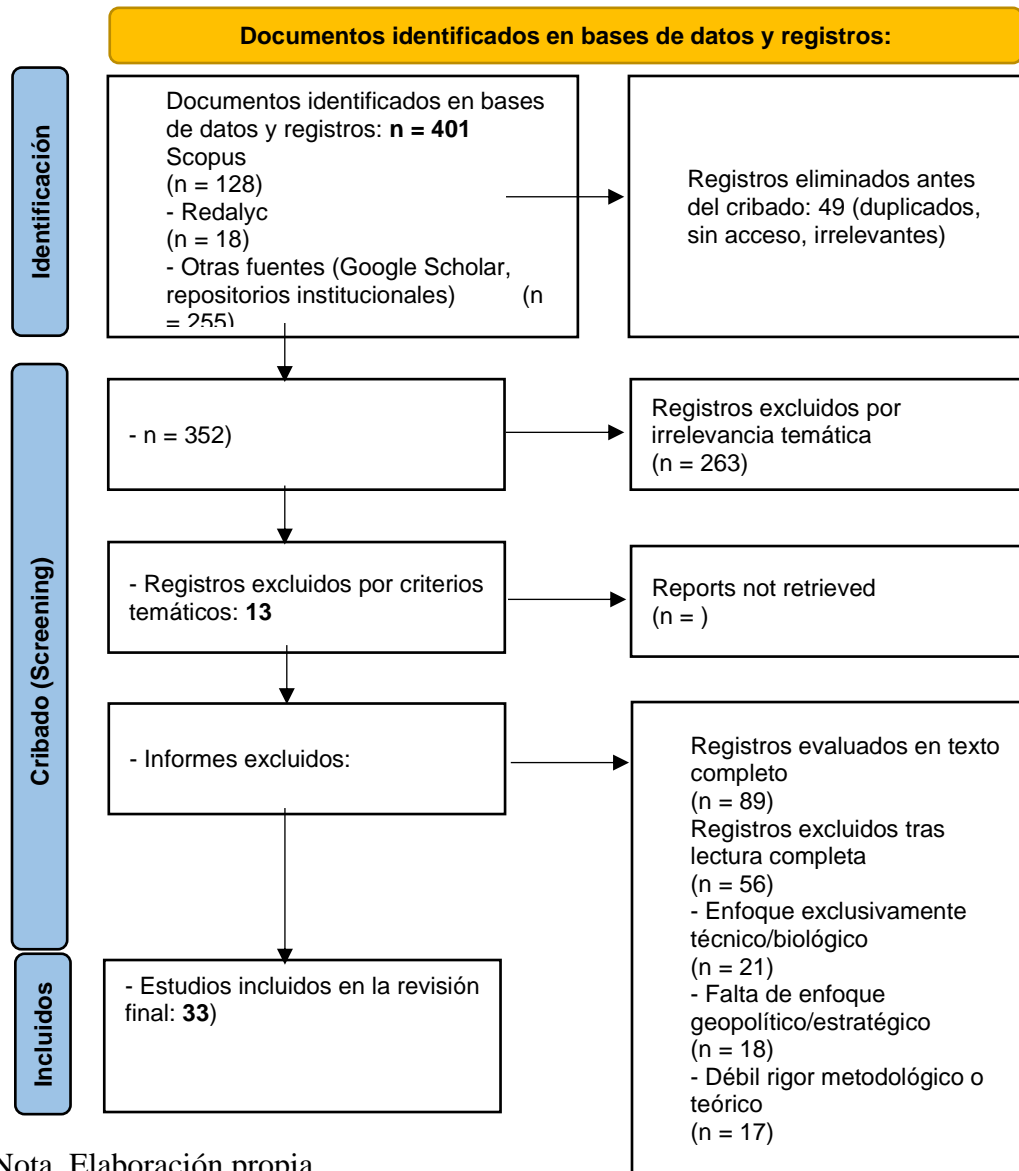 Documentos identificados en bases de datos y registros:
Identificación
Documentos identificados en bases
de datos y registros: n = 401
Scopus
(n = 128)
- Redalyc
(n = 18)
- Otras fuentes (Google Scholar,
repositorios institucionales) (n
= 255)
Registros eliminados antes
del cribado: 49 (duplicados,
sin acceso, irrelevantes)
Cribado (Screening)
- n = 352)
Registros excluidos por
irrelevancia temática
(n = 263)
- Registros excluidos por criterios
temáticos: 13
Reports not retrieved
(n = )
- Informes excluidos:
Registros evaluados en texto
completo
(n = 89)
Registros excluidos tras
lectura completa
(n = 56)
- Enfoque exclusivamente
técnico/biológico
(n = 21)
- Falta de enfoque
geopolítico/estratégico
(n = 18)
- Débil rigor metodológico o
teórico
(n = 17)
Incluidos
- Estudios incluidos en la revisión
final: 33)
Nota. Elaboración propia